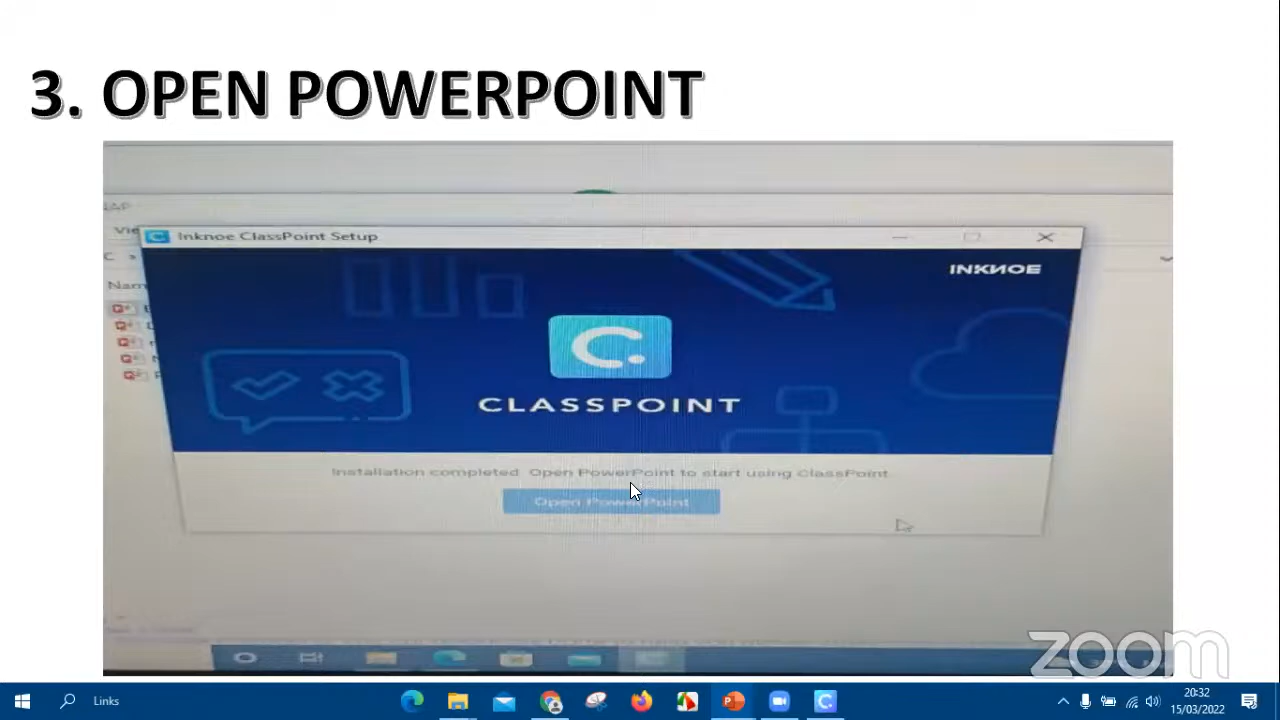 3. OPEN POWERPOINT
Inknoe ClassPoint Setup
INKNOE
CLASSPOINT
Installation completed. Open PowerPoint to start using ClassPoint.
Open PowerPoint
zoom
Links
20:32
15/03/2022